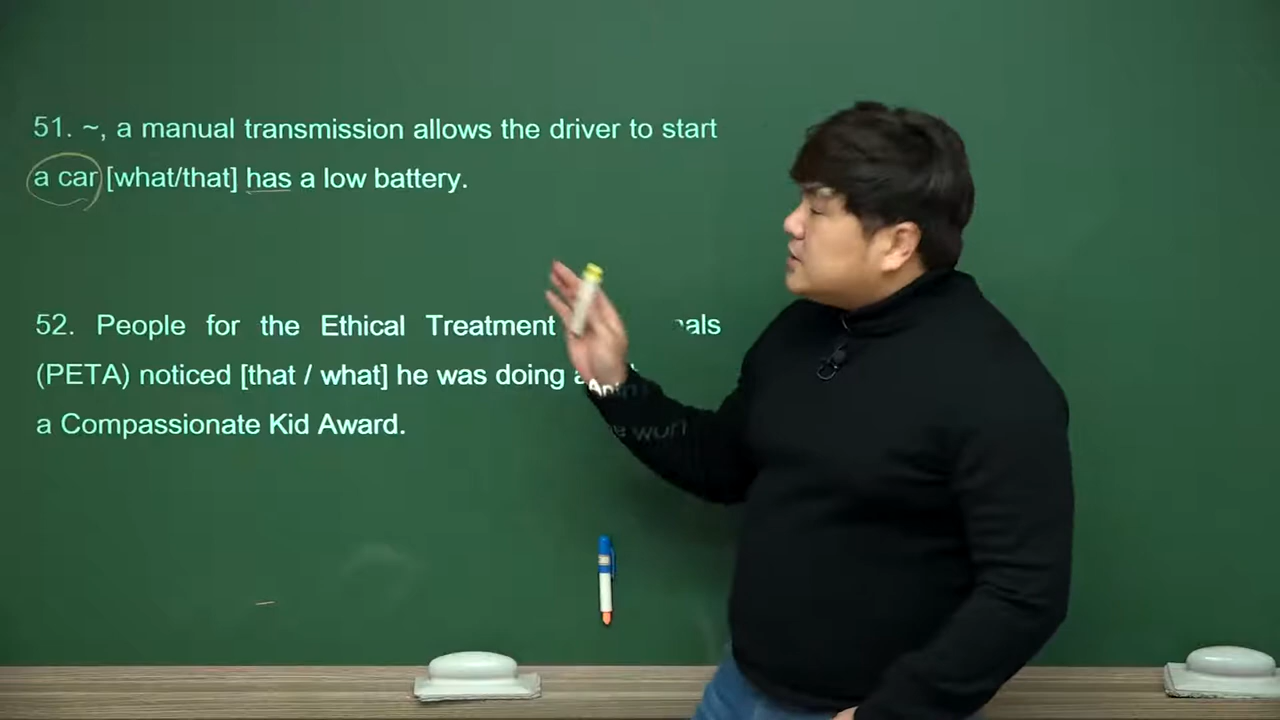 51. ~, a manual transmission allows the driver to start
a car [what/that] has a low battery.
52. People for the Ethical Treatment
(PETA) noticed [that / what] he was doing
a Compassionate Kid Award.